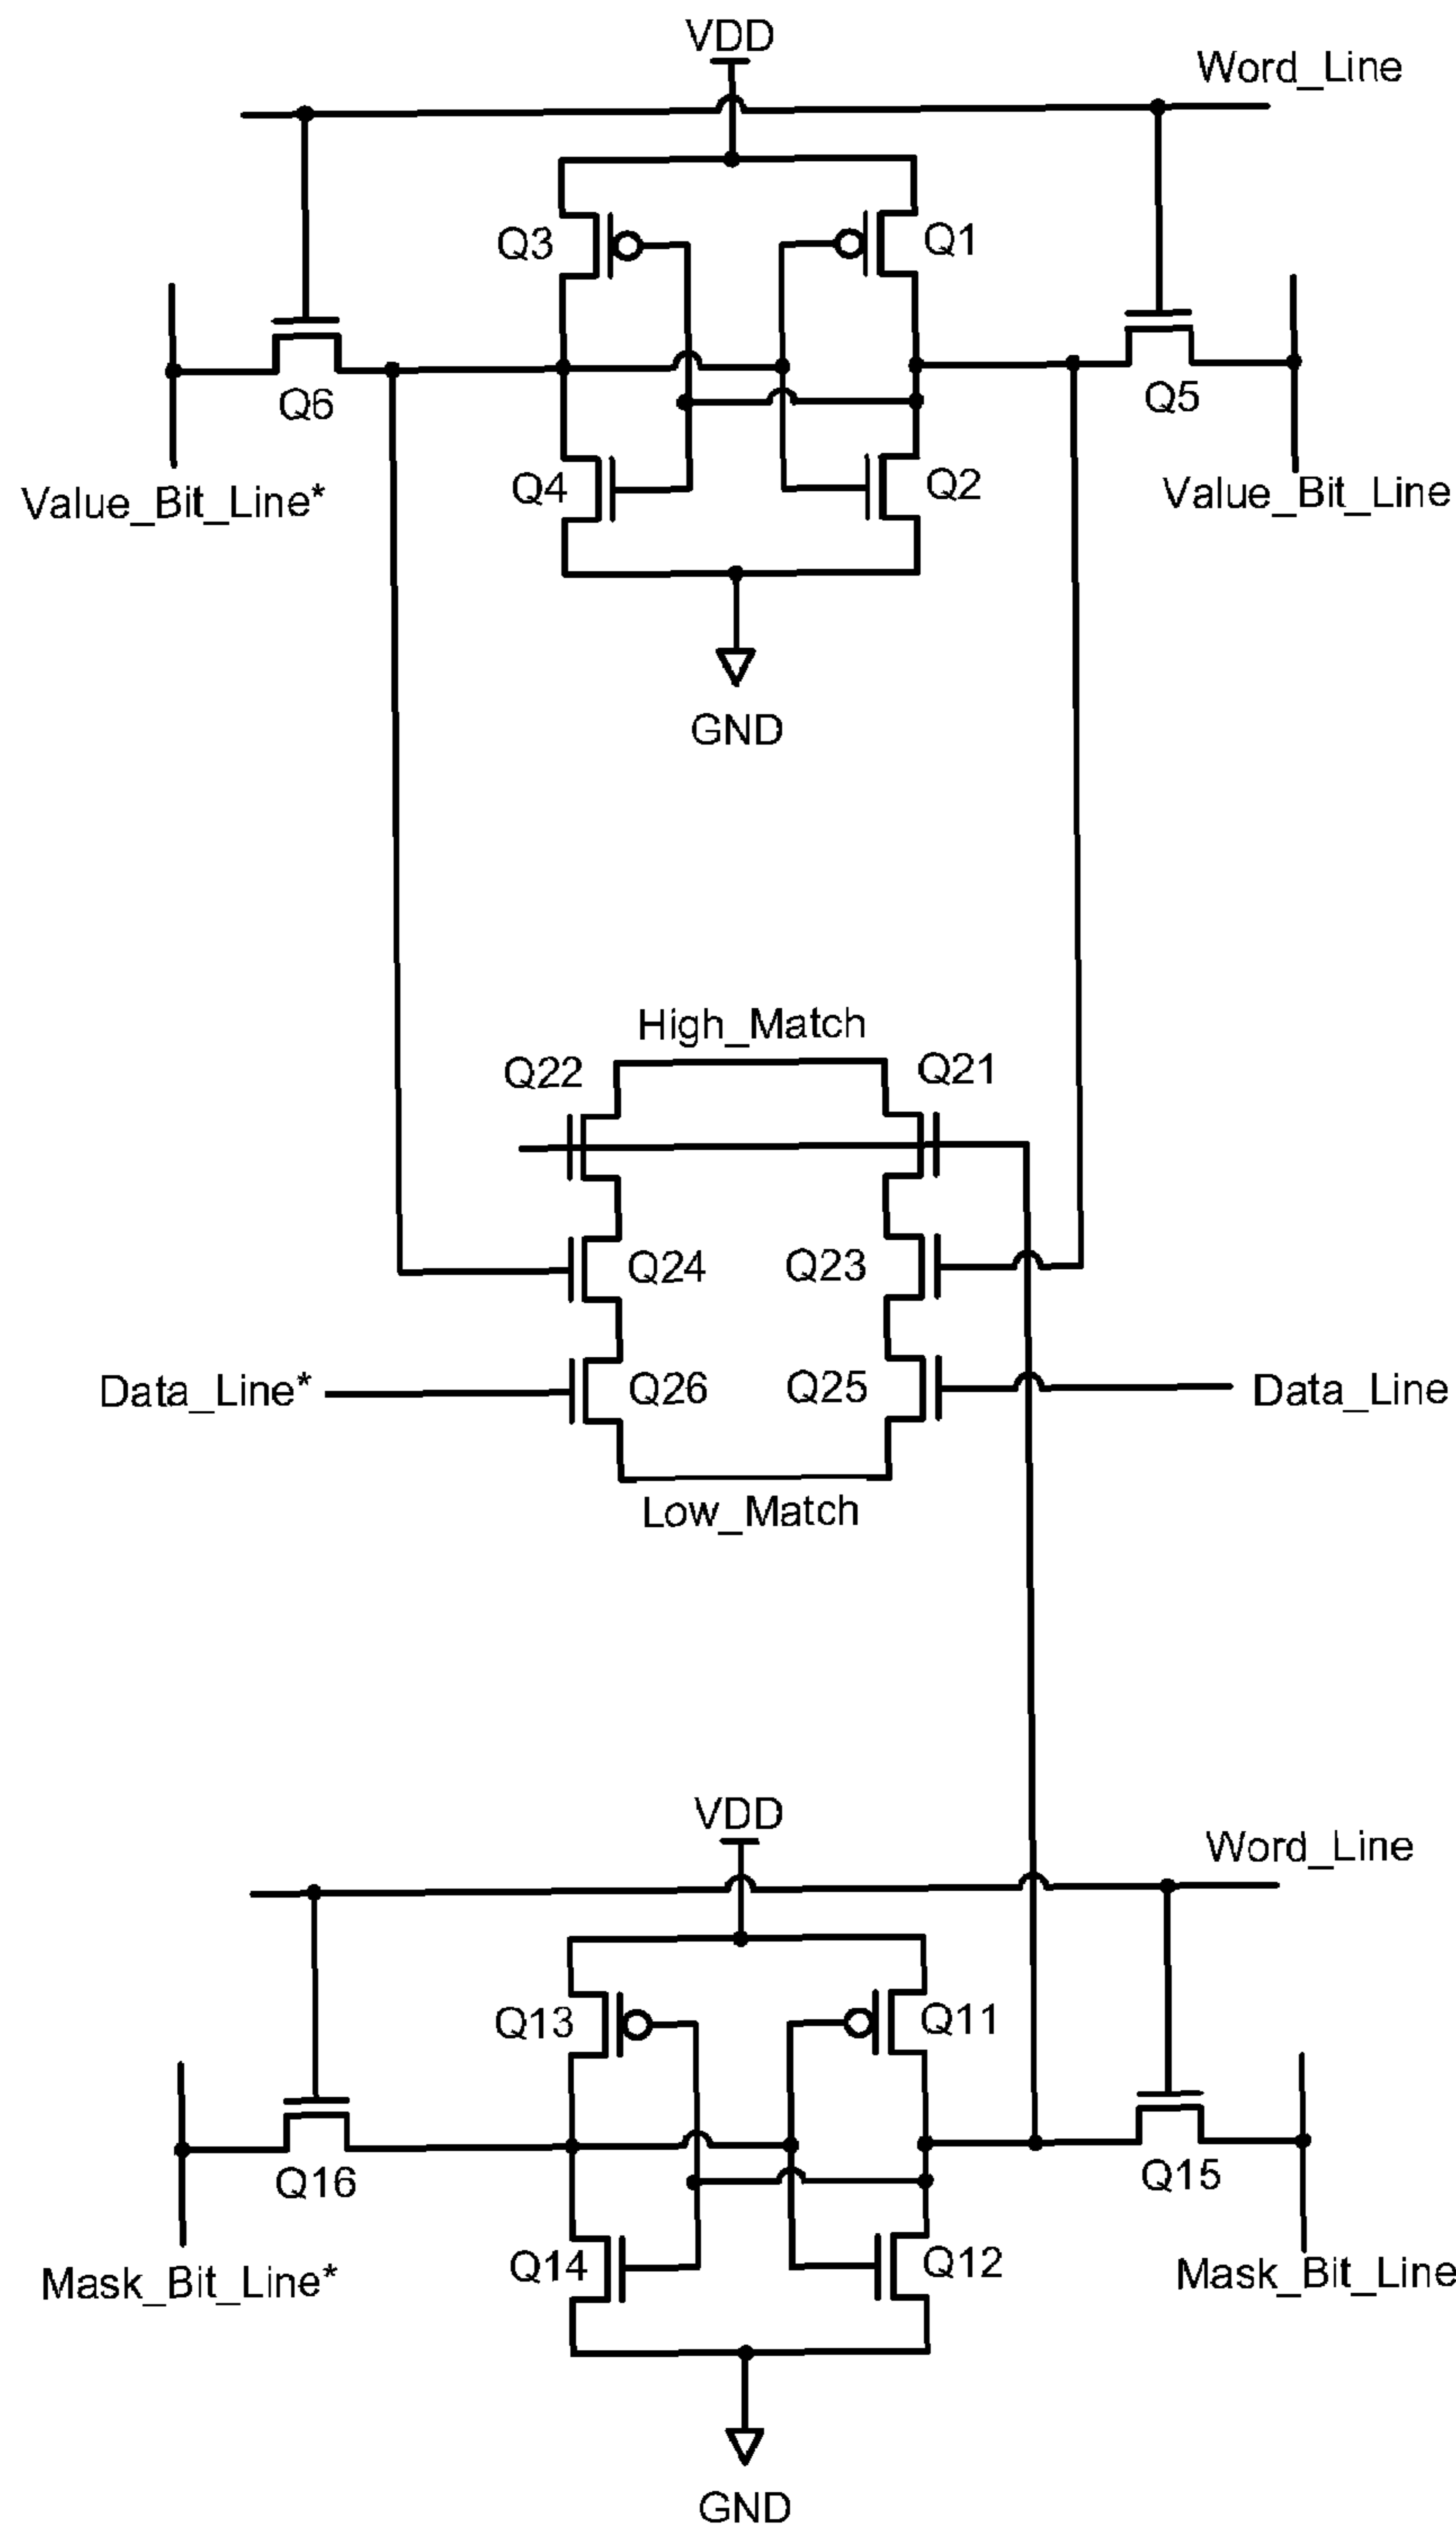 VDD
Word_Line
Q3
Q1
Q6
Q5
Q4
Q2
Value_Bit_Line*
Value_Bit_Line
GND
High_Match
Q22
Q21
Q24
Q23
Data_Line*
Q26
Q25
Data_Line
Low_Match
VDD
Word_Line
Q13
Q11
Q16
Q15
Q14
Q12
Mask_Bit_Line*
Mask_Bit_Line
GND